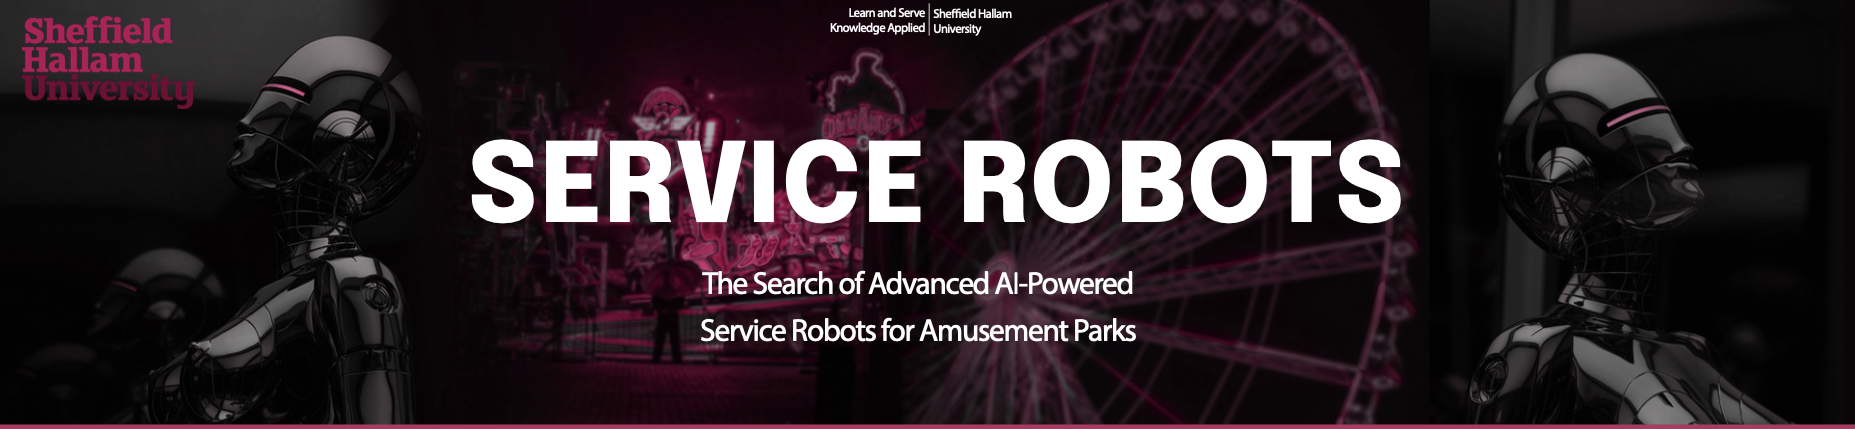 Sheffield
Hallam
University
Learn and Serve
Knowledge Applied
Sheffield Hallam
University
SERVICE ROBOTS
The Search of Advanced AI-Powered
Service Robots for Amusement Parks